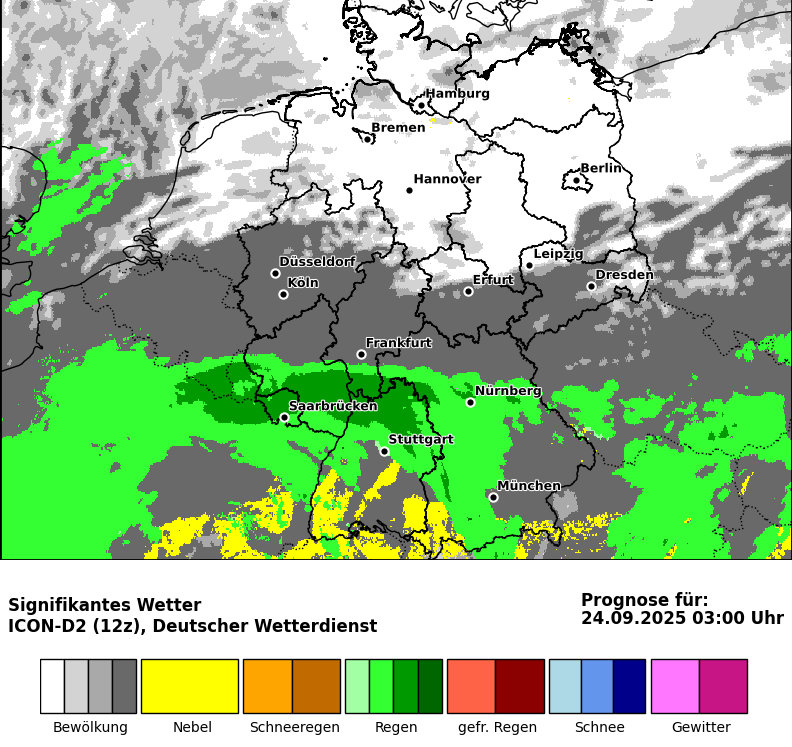 Hamburg
Bremen
Berlin
Hannover
Leipzig
Düsseldorf
Dresden
Köln
Erfurt
Frankfurt
Nürnberg
Saarbrücken
Stuttgart
München
Signifikantes Wetter
ICON-D2 (12z), Deutscher Wetterdienst
Prognose für:
24.09.2025 03:00 Uhr
Bewölkung Nebel Schneeregen Regen gefr. Regen Schnee Gewitter